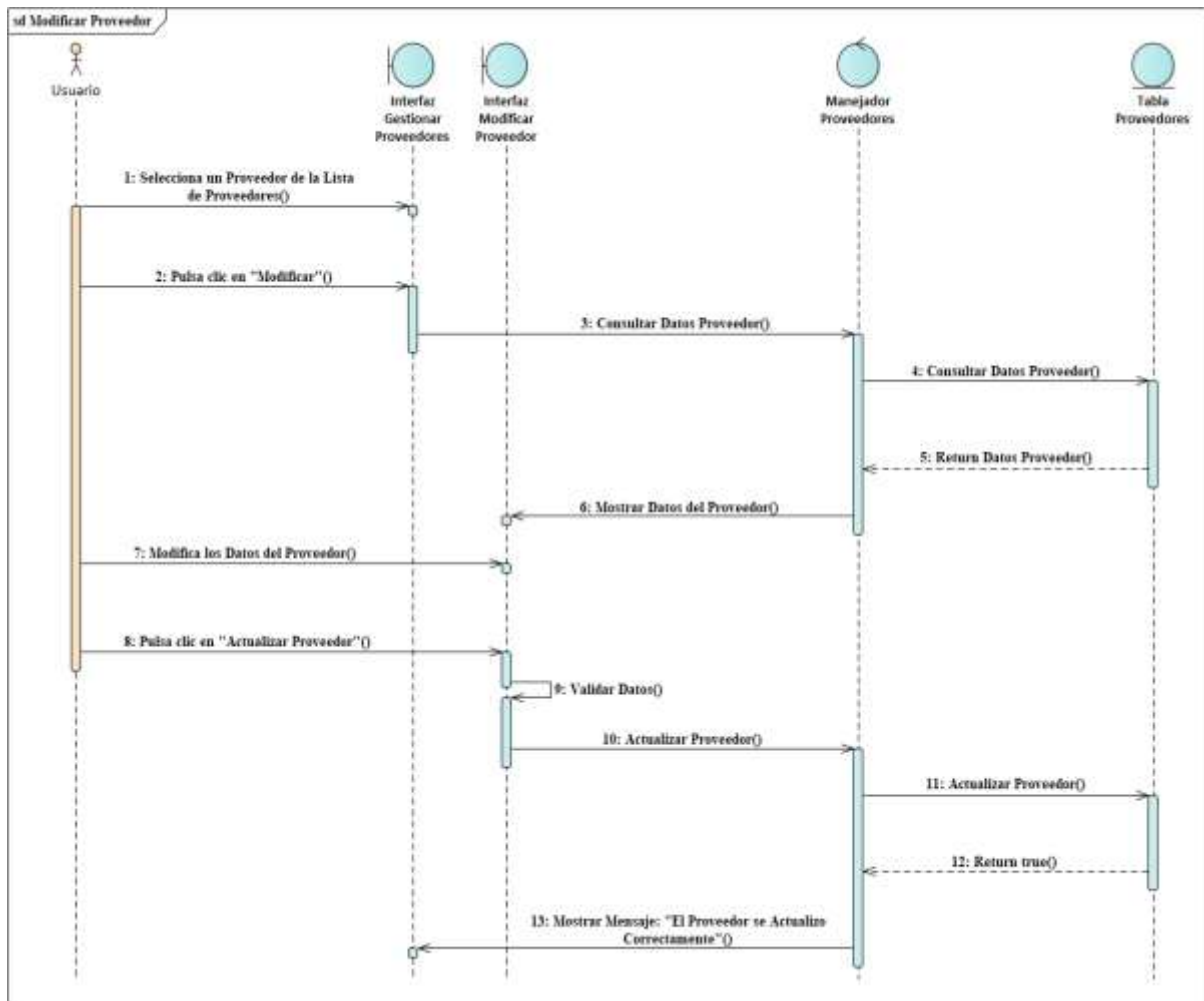 sd Modificar Proveedor
Usuario
Interfaz
Gestionar
Proveedores
Interfaz
Modificar
Proveedor
Manejador
Proveedores
Tabla
Proveedores
1: Selecciona un Proveedor de la Lista
de Proveedores()
2: Pulsa clic en "Modificar"()
3: Consultar Datos Proveedor()
4: Consultar Datos Proveedor()
5: Return Datos Proveedor()
6: Mostrar Datos del Proveedor()
7: Modifica los Datos del Proveedor()
8: Pulsa clic en "Actualizar Proveedor"()
9: Validar Datos()
10: Actualizar Proveedor()
11: Actualizar Proveedor()
12: Return true()
13: Mostrar Mensaje: "El Proveedor se Actualizo
Correctamente"()